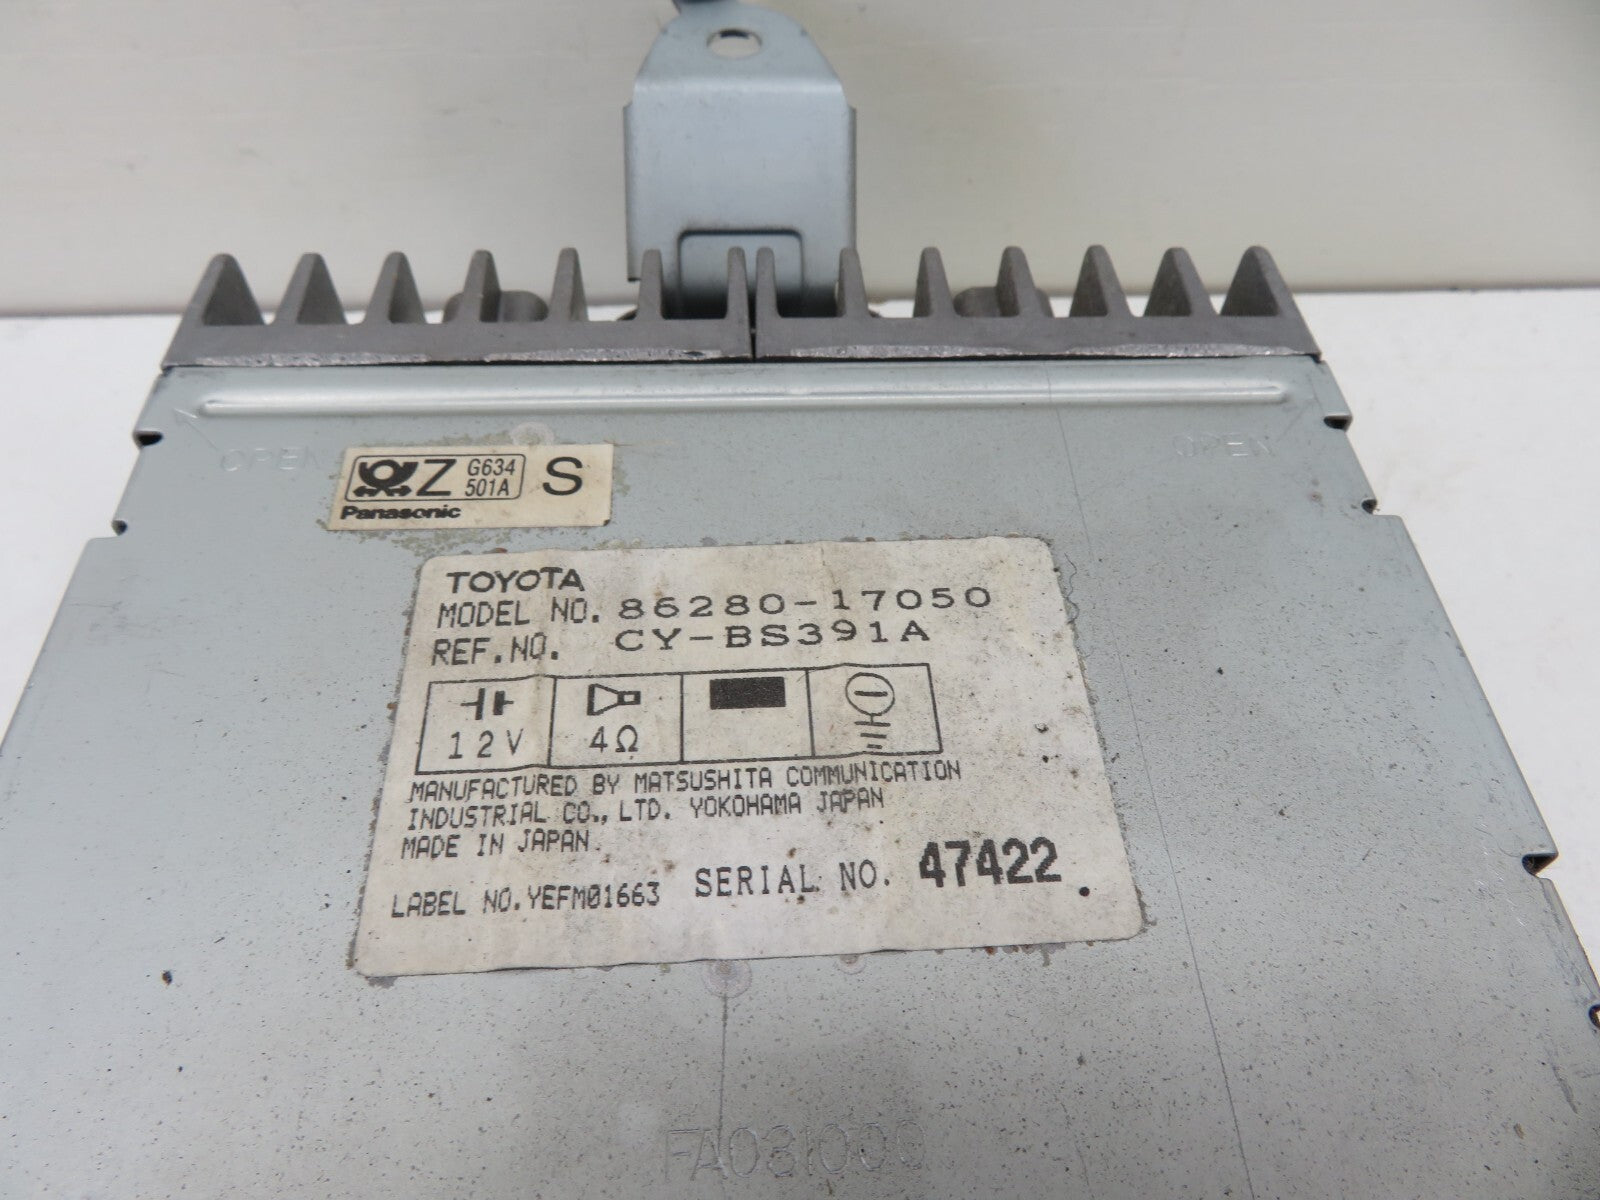 OPEN
OPEN
Z G634 S
501A
Panasonic
TOYOTA
MODEL NO. 86280-17050
REF.NO. CY-BS391A
12V 4Ω
MANUFACTURED BY MATSUSHITA COMMUNICATION
INDUSTRIAL CO., LTD. YOKOHAMA JAPAN
MADE IN JAPAN.
LABEL NO.YEFM01663 SERIAL NO. 47422
FA081000